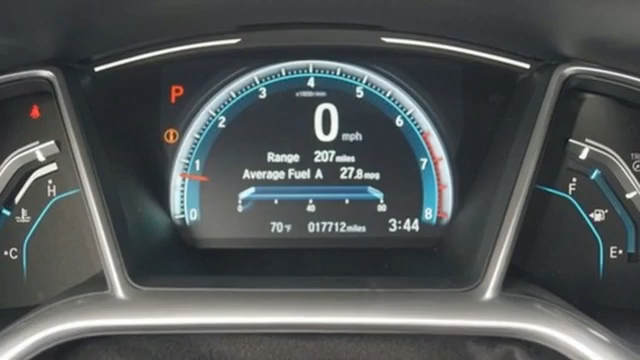 P
0 1 2 3 4 5 6 7 8
x1000r/min
0 mph
Range 207 miles
Average Fuel A 27.8 mpg
0 40 80
70 °F 017712 miles 3:44
H
C
F
E